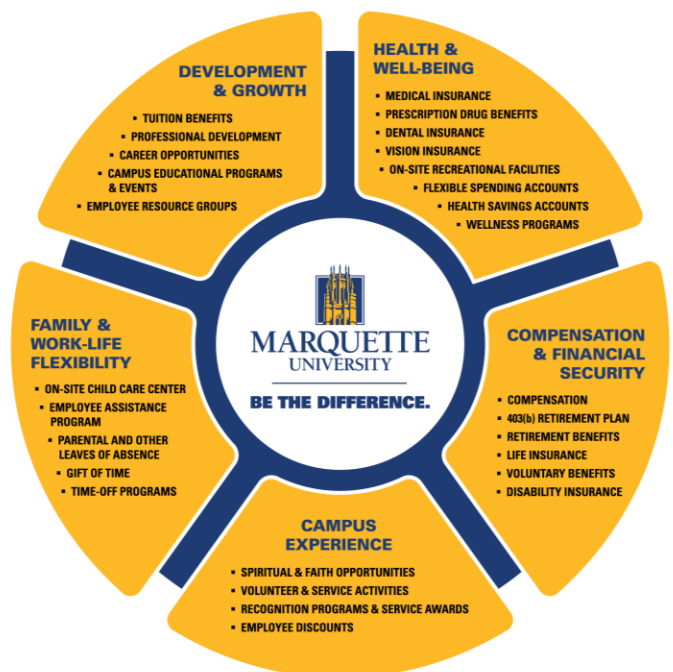 DEVELOPMENT
& GROWTH
▪ TUITION BENEFITS
▪ PROFESSIONAL DEVELOPMENT
▪ CAREER OPPORTUNITIES
▪ CAMPUS EDUCATIONAL PROGRAMS
& EVENTS
▪ EMPLOYEE RESOURCE GROUPS
HEALTH &
WELL-BEING
▪ MEDICAL INSURANCE
▪ PRESCRIPTION DRUG BENEFITS
▪ DENTAL INSURANCE
▪ VISION INSURANCE
▪ ON-SITE RECREATIONAL FACILITIES
▪ FLEXIBLE SPENDING ACCOUNTS
▪ HEALTH SAVINGS ACCOUNTS
▪ WELLNESS PROGRAMS
FAMILY &
WORK-LIFE
FLEXIBILITY
▪ ON-SITE CHILD CARE CENTER
▪ EMPLOYEE ASSISTANCE
PROGRAM
▪ PARENTAL AND OTHER
LEAVES OF ABSENCE
▪ GIFT OF TIME
▪ TIME-OFF PROGRAMS
MARQUETTE
UNIVERSITY
BE THE DIFFERENCE.
COMPENSATION
& FINANCIAL
SECURITY
▪ COMPENSATION
▪ 403(b) RETIREMENT PLAN
▪ RETIREMENT BENEFITS
▪ LIFE INSURANCE
▪ VOLUNTARY BENEFITS
▪ DISABILITY INSURANCE
CAMPUS
EXPERIENCE
▪ SPIRITUAL & FAITH OPPORTUNITIES
▪ VOLUNTEER & SERVICE ACTIVITIES
▪ RECOGNITION PROGRAMS & SERVICE AWARDS
▪ EMPLOYEE DISCOUNTS